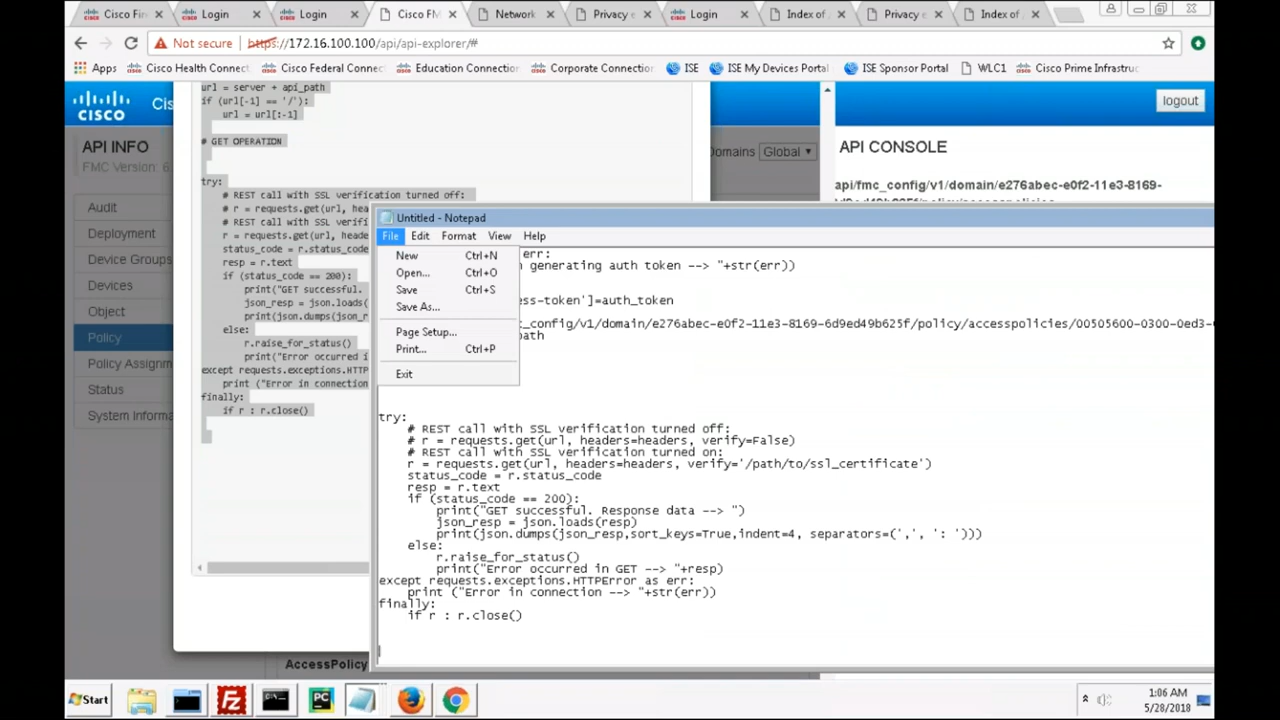 Cisco Fir
Login
Login
Cisco FM
Network
Privacy e
Login
Index of
Privacy e
Index of
Not secure
https://172.16.100.100/api/api-explorer/#
Apps
Cisco Health Connect
Cisco Federal Connec
Education Connection
Corporate Connection
ISE
ISE My Devices Portal
ISE Sponsor Portal
WLC1
Cisco Prime Infrastruc
cisco
Cis
logout
API INFO
FMC Version: 6.
Audit
Deployment
Device Groups
Devices
Object
Policy
Policy Assignm
Status
System Informa
url = server + api_path
if (url[-1] == '/'):
url = url[:-1]
# GET OPERATION
try:
# REST call with SSL verification turned off:
# r = requests.get(url, hea
# REST call with SSL verifi
r = requests.get(url, heade
status_code = r.status_code
resp = r.text
if (status_code == 200):
print("GET successful.
json_resp = json.loads(
print(json.dumps(json_r
else:
r.raise_for_status()
print("Error occurred i
except requests.exceptions.HTTP
print ("Error in connection
finally:
if r : r.close()
AccessPolicy
Domains
Global
API CONSOLE
api/fmc_config/v1/domain/e276abec-e0f2-11e3-8169-
Untitled - Notepad
File
Edit
Format
View
Help
New Ctrl+N
Open... Ctrl+O
Save Ctrl+S
Save As...
Page Setup...
Print... Ctrl+P
Exit
err:
generating auth token --> "+str(err))
ess-token']=auth_token
_config/v1/domain/e276abec-e0f2-11e3-8169-6d9ed49b625f/policy/accesspolicies/00505600-0300-0ed3-
path
try:
# REST call with SSL verification turned off:
# r = requests.get(url, headers=headers, verify=False)
# REST call with SSL verification turned on:
r = requests.get(url, headers=headers, verify='/path/to/ssl_certificate')
status_code = r.status_code
resp = r.text
if (status_code == 200):
print("GET successful. Response data --> ")
json_resp = json.loads(resp)
print(json.dumps(json_resp,sort_keys=True,indent=4, separators=(',', ': ')))
else:
r.raise_for_status()
print("Error occurred in GET --> "+resp)
except requests.exceptions.HTTPError as err:
print ("Error in connection --> "+str(err))
finally:
if r : r.close()
Start
PC
1:06 AM
5/28/2018